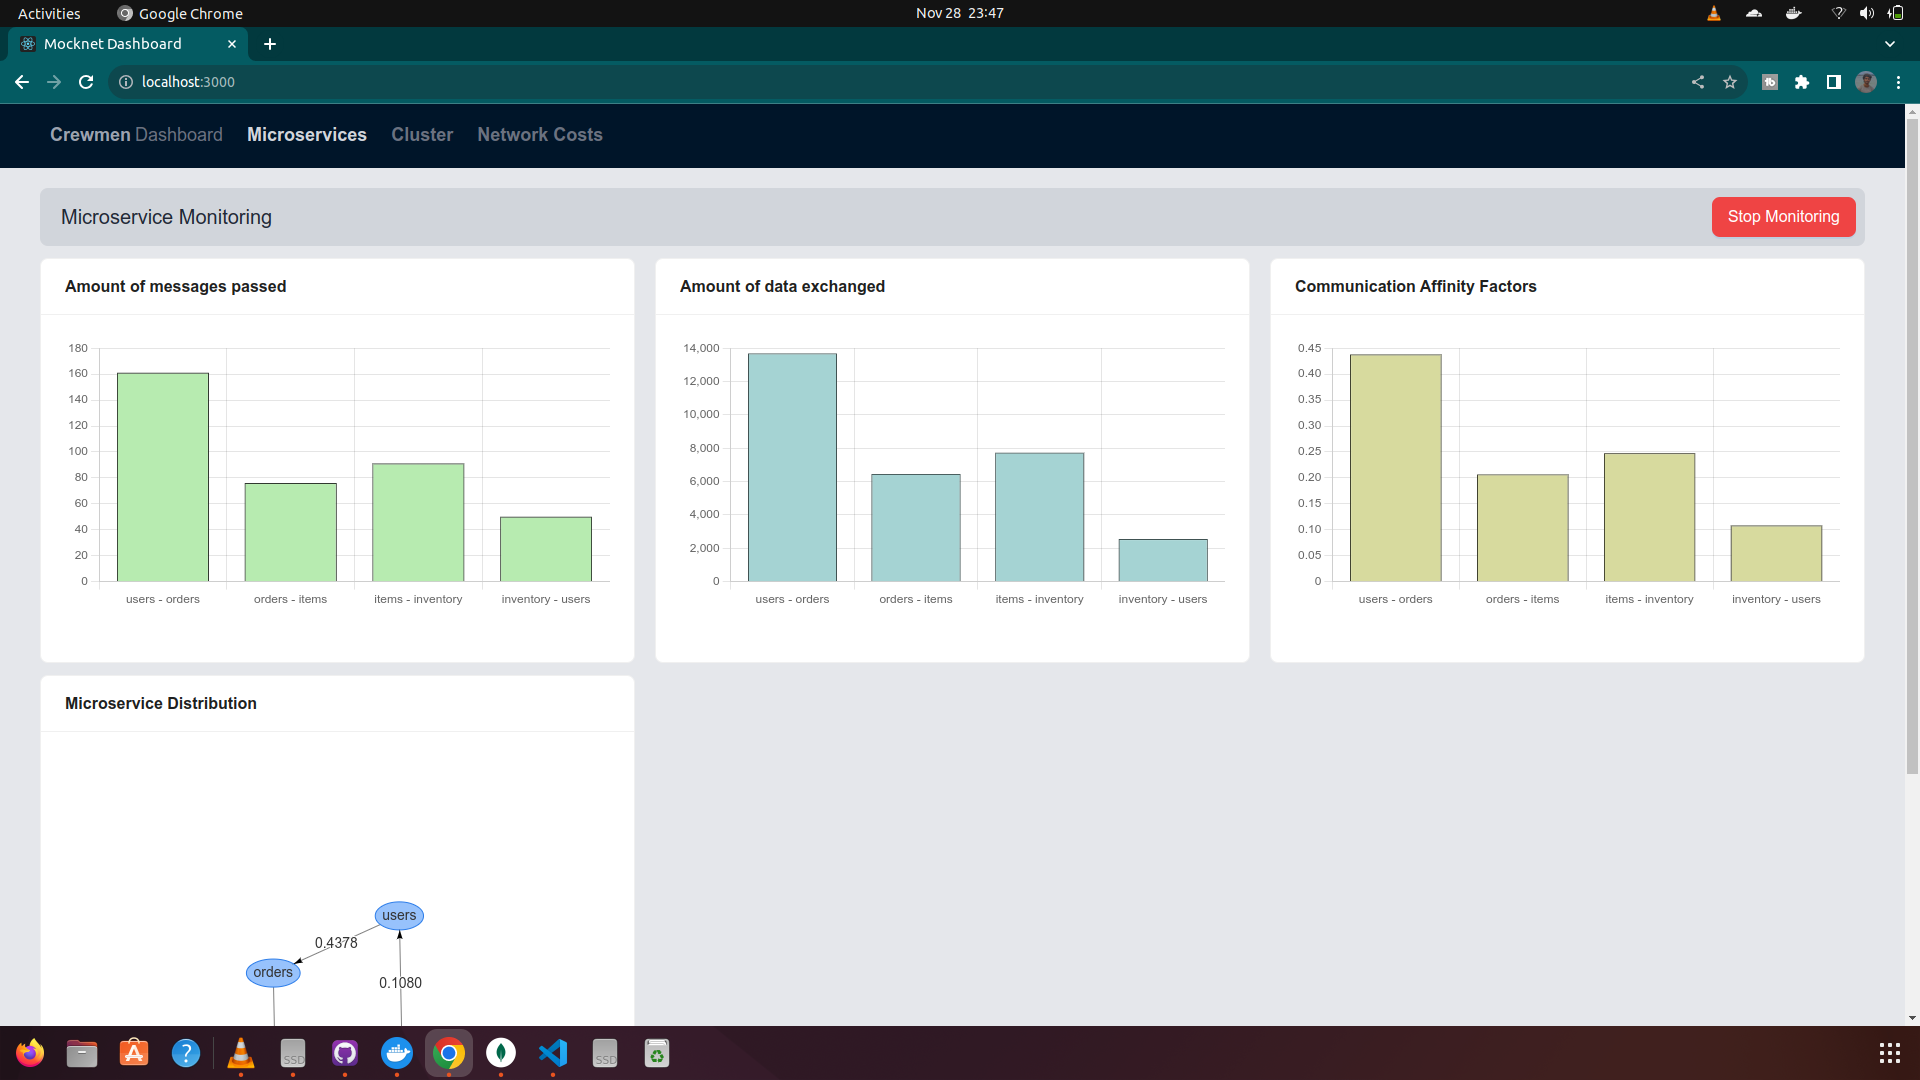 Activities
Google Chrome
Nov 28 23:47
Mocknet Dashboard
localhost:3000
Crewmen Dashboard
Microservices
Cluster
Network Costs
Microservice Monitoring
Stop Monitoring
Amount of messages passed
180
160
140
120
100
80
60
40
20
0
users - orders
orders - items
items - inventory
inventory - users
Amount of data exchanged
14,000
12,000
10,000
8,000
6,000
4,000
2,000
0
users - orders
orders - items
items - inventory
inventory - users
Communication Affinity Factors
0.45
0.40
0.35
0.30
0.25
0.20
0.15
0.10
0.05
0
users - orders
orders - items
items - inventory
inventory - users
Microservice Distribution
users
0.4378
orders
0.1080
SSD
SSD